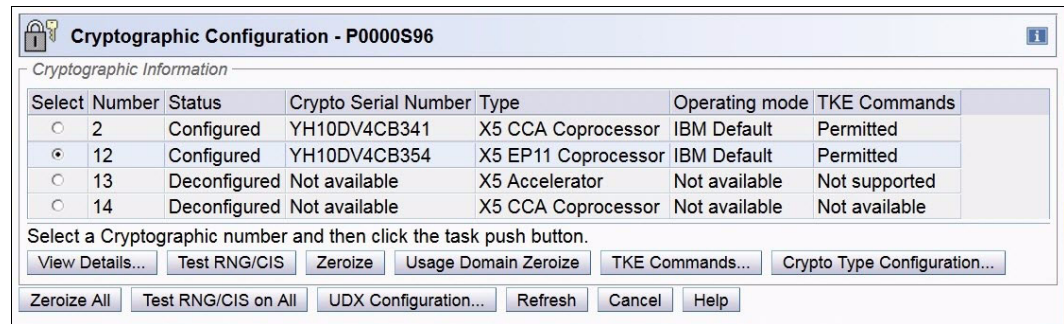 Cryptographic Configuration - P0000S96
i
Cryptographic Information
Select Number Status Crypto Serial Number Type Operating mode TKE Commands
2 Configured YH10DV4CB341 X5 CCA Coprocessor IBM Default Permitted
12 Configured YH10DV4CB354 X5 EP11 Coprocessor IBM Default Permitted
13 Deconfigured Not available X5 Accelerator Not available Not supported
14 Deconfigured Not available X5 CCA Coprocessor Not available Not available
Select a Cryptographic number and then click the task push button.
View Details... Test RNG/CIS Zeroize Usage Domain Zeroize TKE Commands... Crypto Type Configuration...
Zeroize All Test RNG/CIS on All UDX Configuration... Refresh Cancel Help